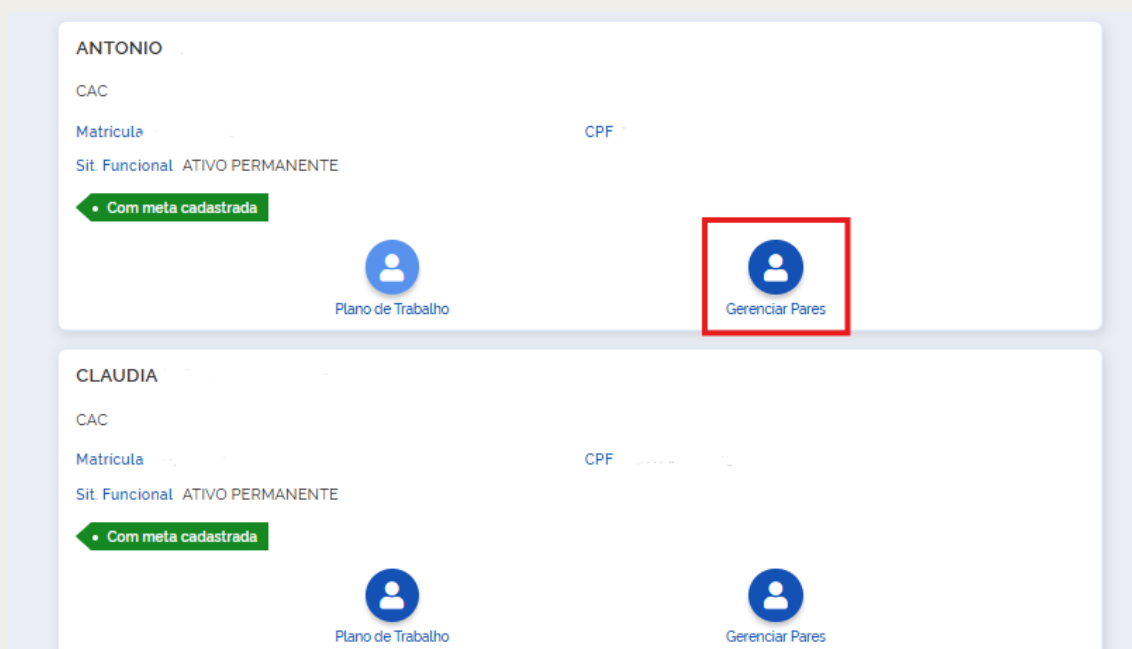 ANTONIO
CAC
Matrícula CPF
Sit. Funcional ATIVO PERMANENTE
Com meta cadastrada
Plano de Trabalho Gerenciar Pares
CLAUDIA
CAC
Matrícula CPF
Sit. Funcional ATIVO PERMANENTE
Com meta cadastrada
Plano de Trabalho Gerenciar Pares